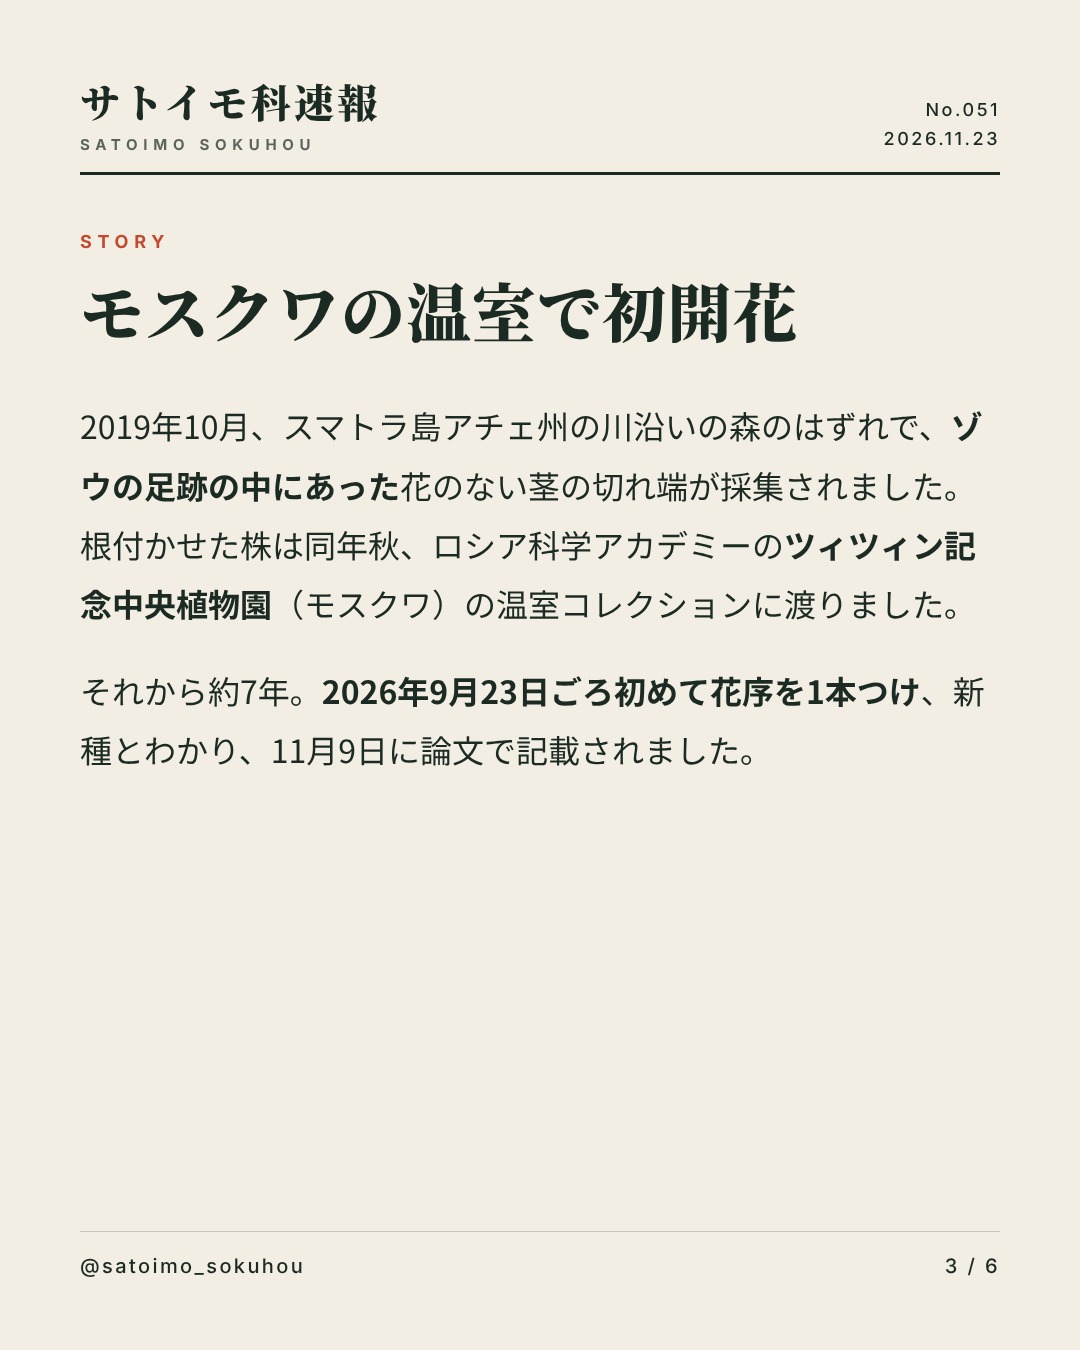 サトイモ科速報
SATOIMO SOKUHOU
No.051
2026.11.23
STORY
モスクワの温室で初開花
2019年10月、スマトラ島アチェ州の川沿いの森のはずれで、ゾ
ウの足跡の中にあった花のない茎の切れ端が採集されました。
根付かせた株は同年秋、ロシア科学アカデミーのツィツィン記
念中央植物園（モスクワ）の温室コレクションに渡りました。
それから約7年。2026年9月23日ごろ初めて花序を1本つけ、新
種とわかり、11月9日に論文で記載されました。
@satoimo_sokuhou
3 / 6